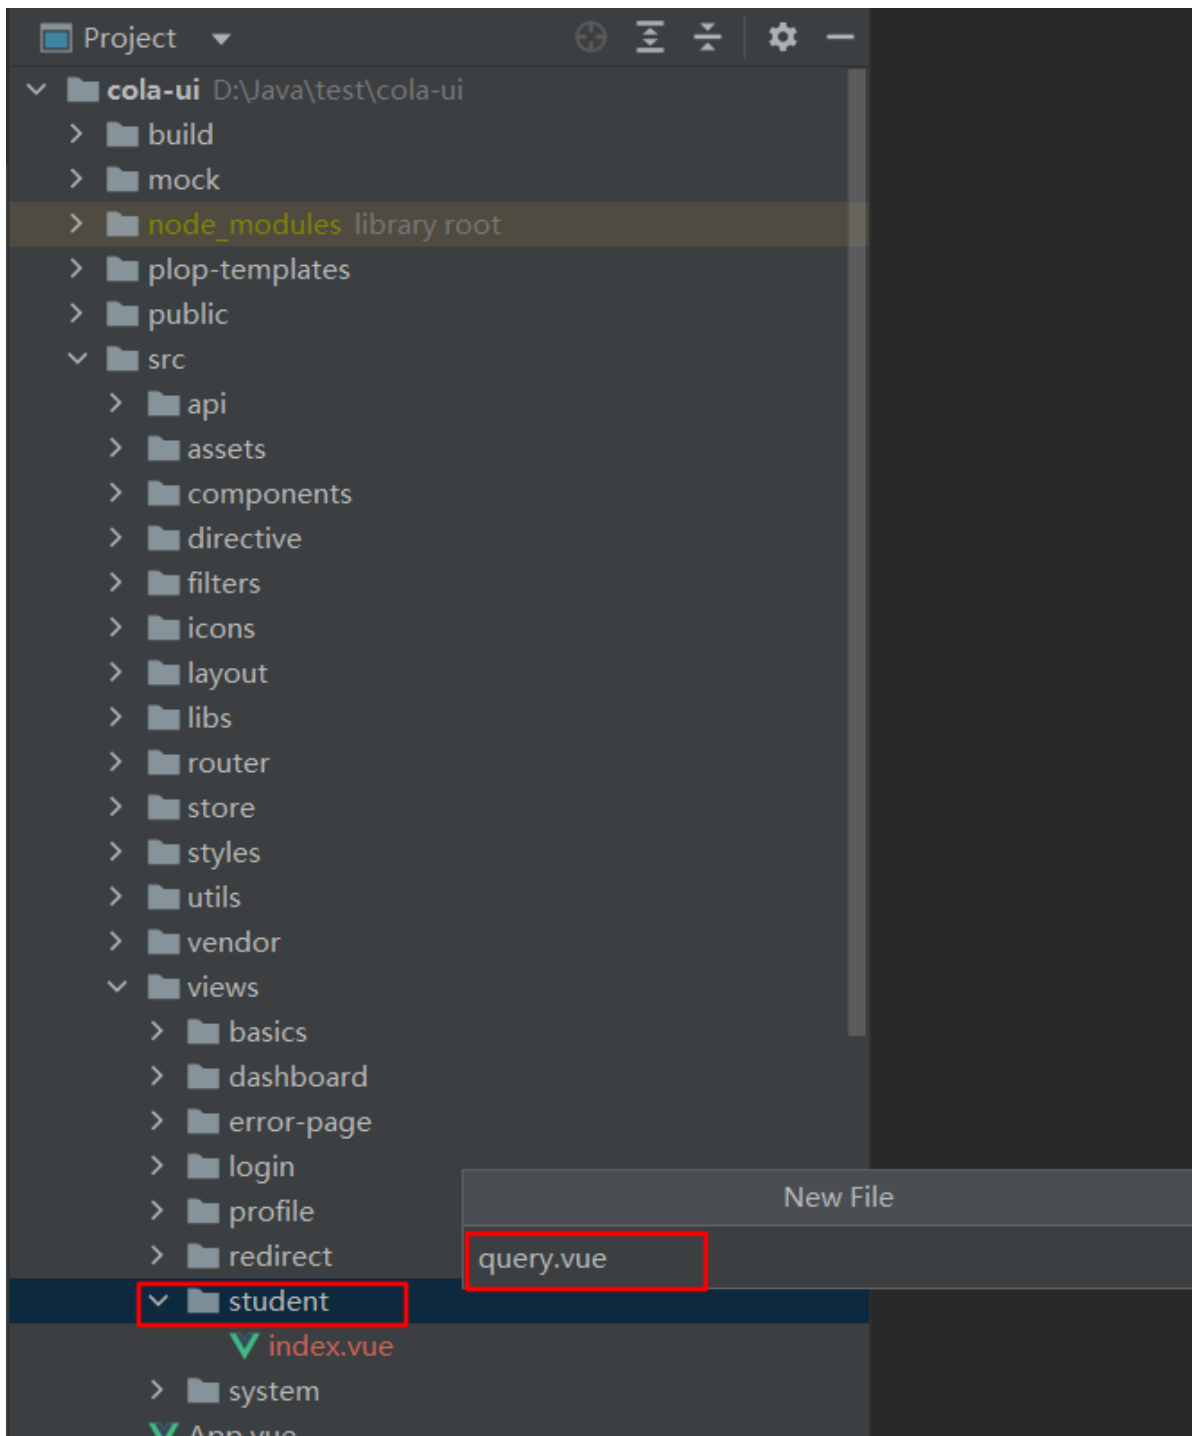 Project
cola-ui D:\Java\test\cola-ui
build
mock
node_modules library root
plop-templates
public
src
api
assets
components
directive
filters
icons
layout
libs
router
store
styles
utils
vendor
views
basics
dashboard
error-page
login
profile
New File
redirect
query.vue
student
index.vue
system
App.vue